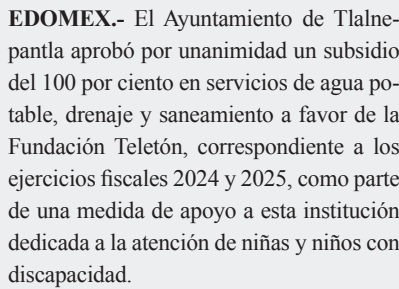 EDOMEX.- El Ayuntamiento de Tlalne-
pantla aprobó por unanimidad un subsidio
del 100 por ciento en servicios de agua po-
table, drenaje y saneamiento a favor de la
Fundación Teletón, correspondiente a los
ejercicios fiscales 2024 y 2025, como parte
de una medida de apoyo a esta institución
dedicada a la atención de niñas y niños con
discapacidad.